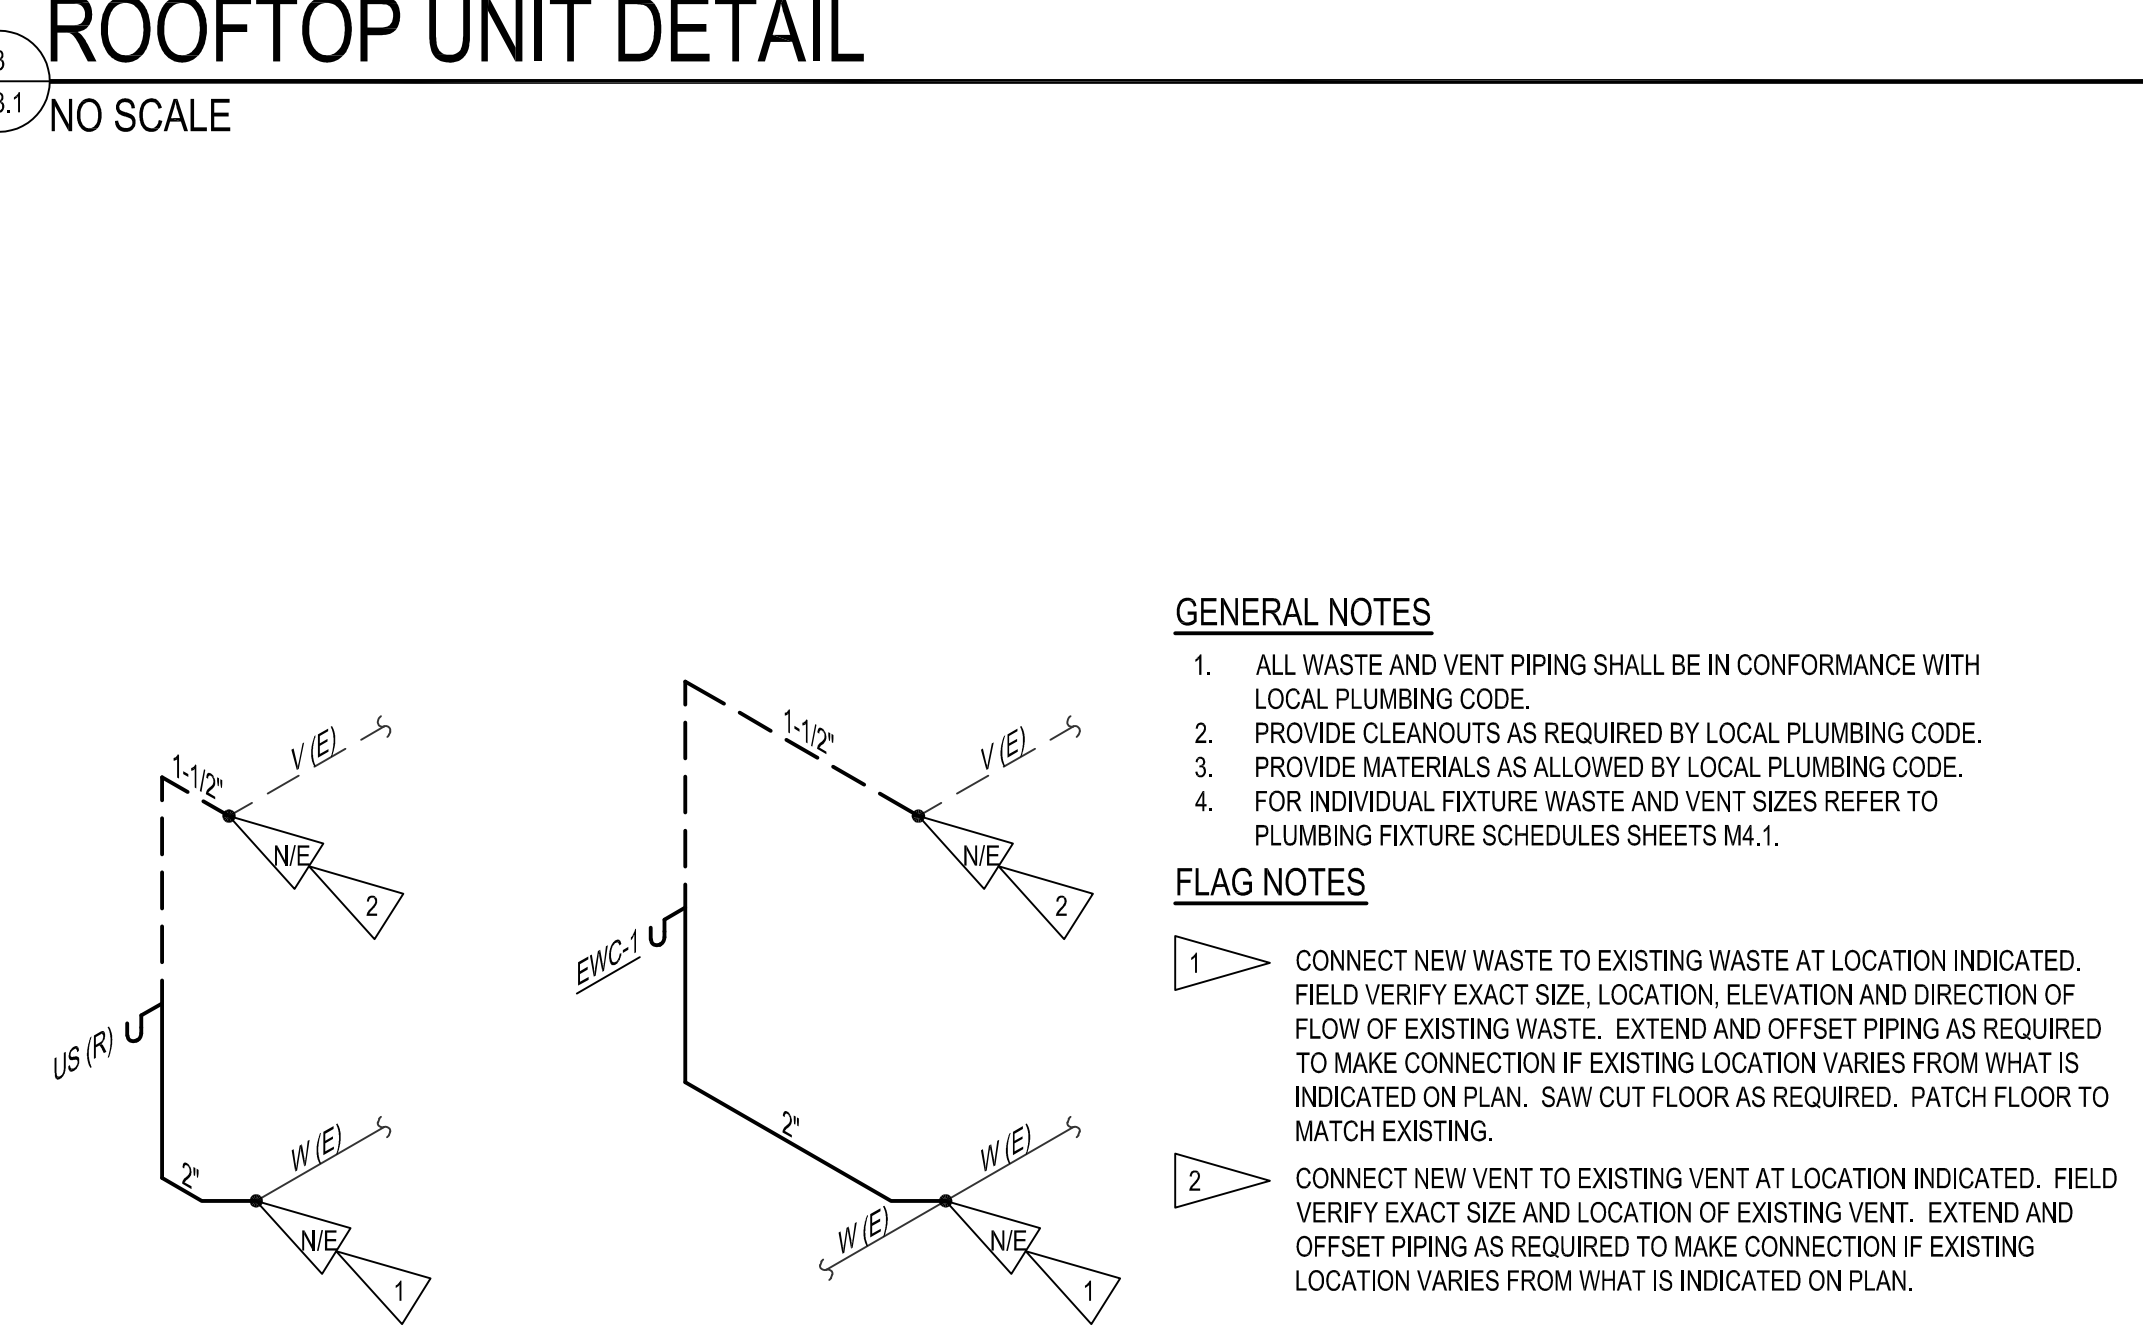 ROOFTOP UNIT DETAIL
NO SCALE
1-1/2"
V (E)
N/E
2
US (R)
2"
W (E)
N/E
1
1-1/2"
V (E)
N/E
2
EWC-1
2"
W (E)
W (E)
N/E
1
GENERAL NOTES
1. ALL WASTE AND VENT PIPING SHALL BE IN CONFORMANCE WITH
LOCAL PLUMBING CODE.
2. PROVIDE CLEANOUTS AS REQUIRED BY LOCAL PLUMBING CODE.
3. PROVIDE MATERIALS AS ALLOWED BY LOCAL PLUMBING CODE.
4. FOR INDIVIDUAL FIXTURE WASTE AND VENT SIZES REFER TO
PLUMBING FIXTURE SCHEDULES SHEETS M4.1.
FLAG NOTES
1 CONNECT NEW WASTE TO EXISTING WASTE AT LOCATION INDICATED.
FIELD VERIFY EXACT SIZE, LOCATION, ELEVATION AND DIRECTION OF
FLOW OF EXISTING WASTE. EXTEND AND OFFSET PIPING AS REQUIRED
TO MAKE CONNECTION IF EXISTING LOCATION VARIES FROM WHAT IS
INDICATED ON PLAN. SAW CUT FLOOR AS REQUIRED. PATCH FLOOR TO
MATCH EXISTING.
2 CONNECT NEW VENT TO EXISTING VENT AT LOCATION INDICATED. FIELD
VERIFY EXACT SIZE AND LOCATION OF EXISTING VENT. EXTEND AND
OFFSET PIPING AS REQUIRED TO MAKE CONNECTION IF EXISTING
LOCATION VARIES FROM WHAT IS INDICATED ON PLAN.